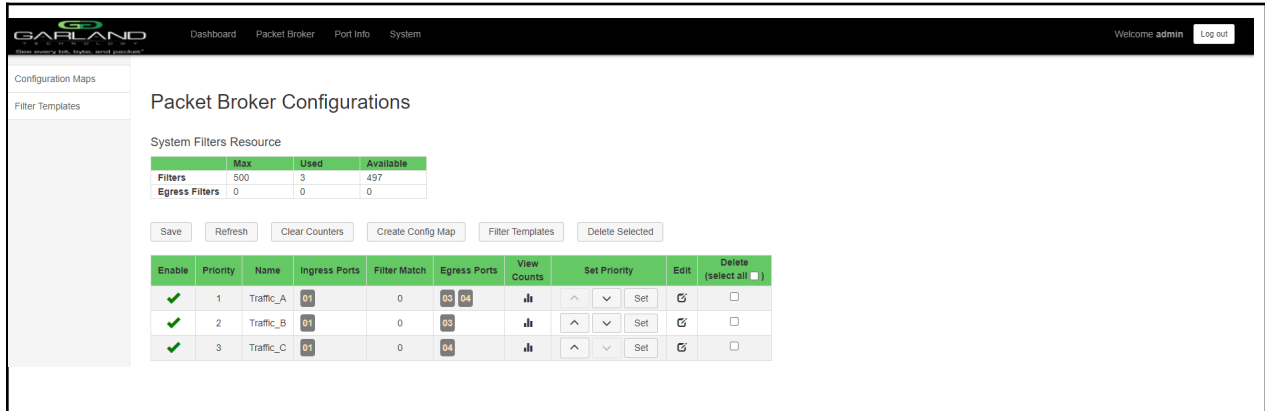 GARLAND
TECHNOLOGY
See every bit, byte, and packet®
Dashboard Packet Broker Port Info System
Welcome admin Log out
Configuration Maps
Filter Templates
Packet Broker Configurations
System Filters Resource
Max Used Available
Filters 500 3 497
Egress Filters 0 0 0
Save Refresh Clear Counters Create Config Map Filter Templates Delete Selected
Enable Priority Name Ingress Ports Filter Match Egress Ports View Counts Set Priority Edit Delete (select all )
1 Traffic_A 01 0 03 04 Set
2 Traffic_B 01 0 03 Set
3 Traffic_C 01 0 04 Set